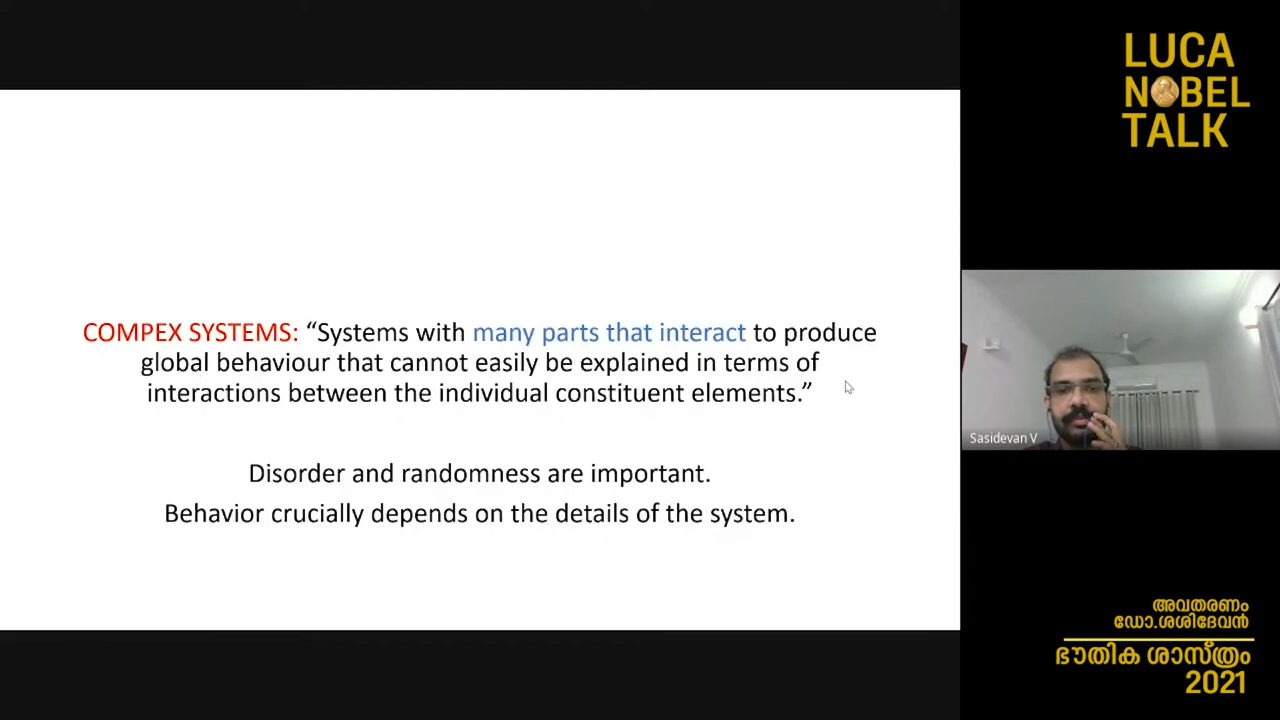 COMPEX SYSTEMS: “Systems with many parts that interact to produce
global behaviour that cannot easily be explained in terms of
interactions between the individual constituent elements.”
Disorder and randomness are important.
Behavior crucially depends on the details of the system.
LUCA
NOBEL
TALK
Sasidevan V
അവതരണം
ഡോ.ശശിദേവൻ
ഭൗതിക ശാസ്ത്രം
2021